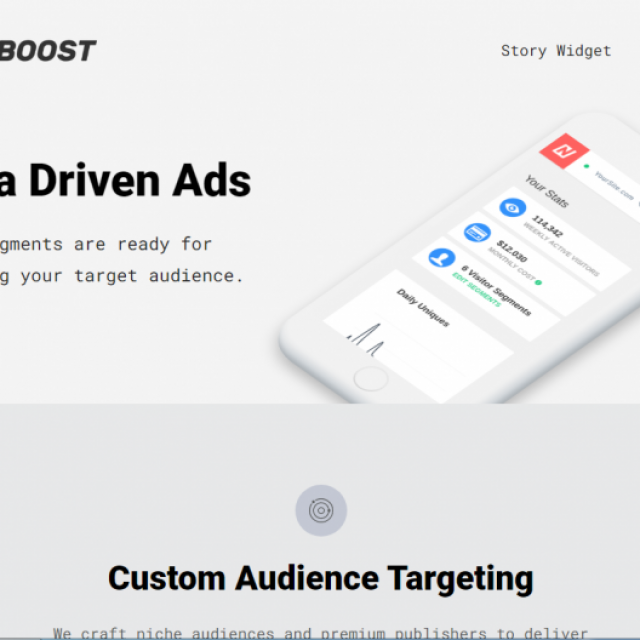 BOOST
Story Widget
a Driven Ads
gments are ready for
g your target audience.
N
YourSite.com
Your Stats
114,342
WEEKLY ACTIVE VISITORS
$12,030
MONTHLY COST
6 Visitor Segments
EDIT SEGMENTS
Daily Uniques
Custom Audience Targeting
We craft niche audiences and premium publishers to deliver